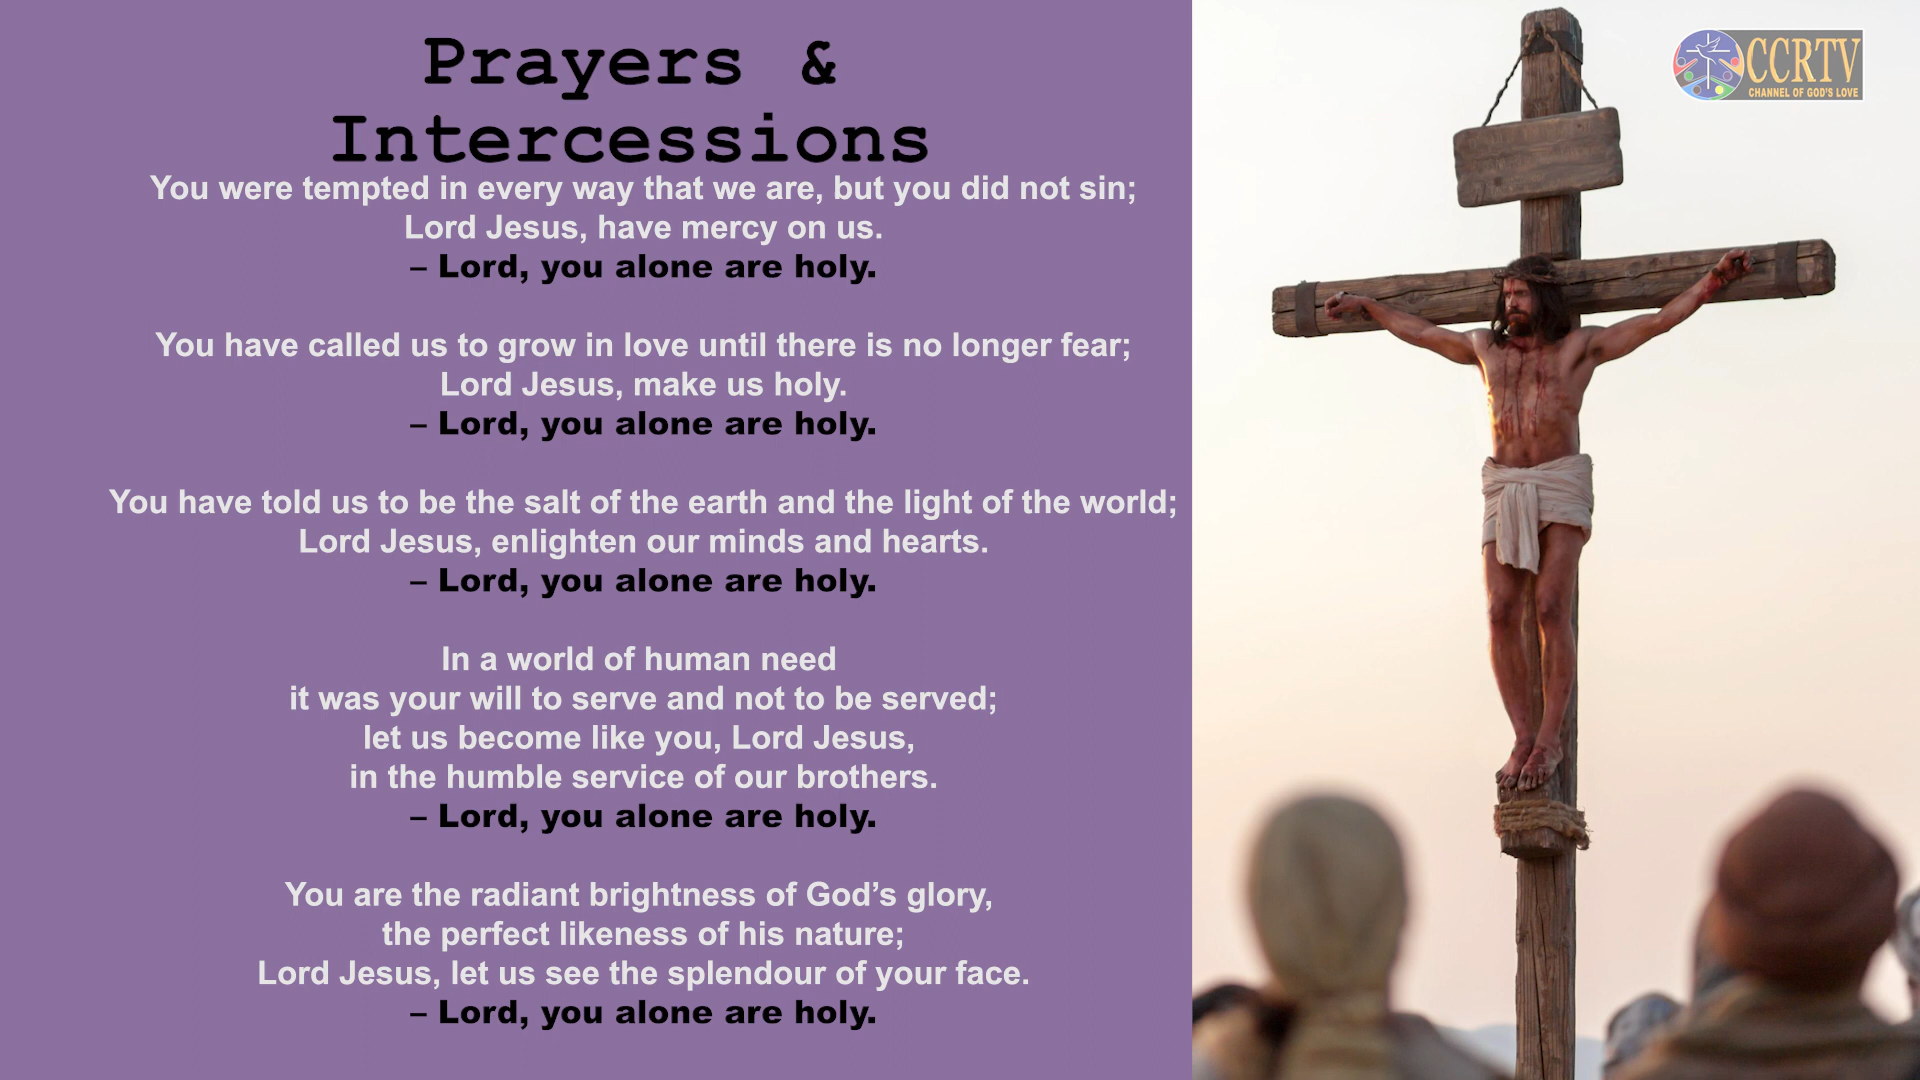 Prayers &
Intercessions
You were tempted in every way that we are, but you did not sin;
Lord Jesus, have mercy on us.
– Lord, you alone are holy.
You have called us to grow in love until there is no longer fear;
Lord Jesus, make us holy.
– Lord, you alone are holy.
You have told us to be the salt of the earth and the light of the world;
Lord Jesus, enlighten our minds and hearts.
– Lord, you alone are holy.
In a world of human need
it was your will to serve and not to be served;
let us become like you, Lord Jesus,
in the humble service of our brothers.
– Lord, you alone are holy.
You are the radiant brightness of God’s glory,
the perfect likeness of his nature;
Lord Jesus, let us see the splendour of your face.
– Lord, you alone are holy.
CCRTV
CHANNEL OF GOD'S LOVE